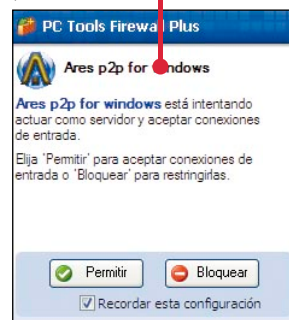 PC Tools Firewall Plus
Ares p2p for windows
Ares p2p for windows está intentando
actuar como servidor y aceptar conexiones
de entrada.
Elija 'Permitir' para aceptar conexiones de
entrada o 'Bloquear' para restringirlas.
Permitir
Bloquear
Recordar esta configuración